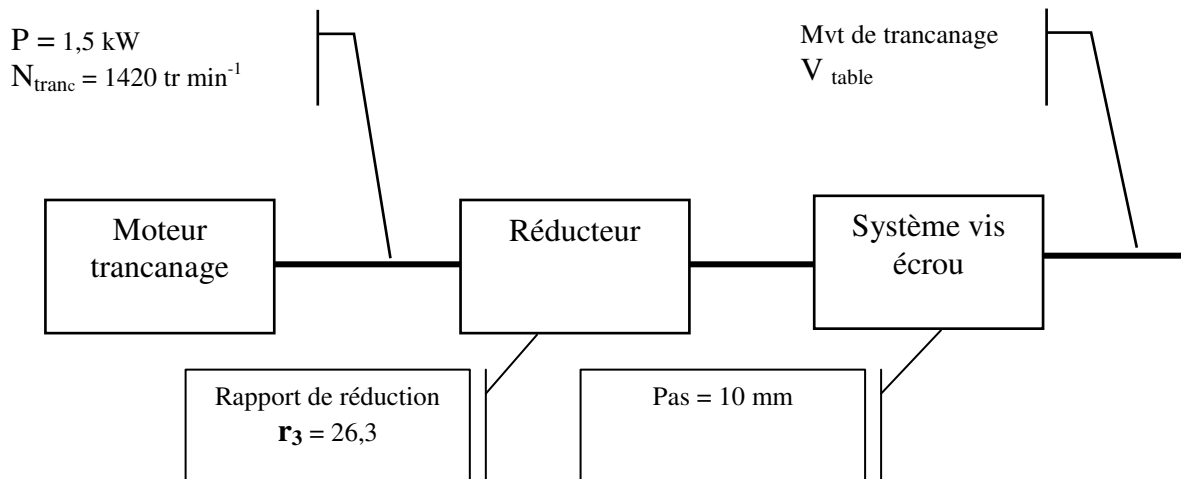 P = 1,5 kW
N_tranc = 1420 tr min⁻¹
Mvt de trancanage
V table
Moteur
trancanage
Réducteur
Système vis
écrou
Rapport de réduction
r₃ = 26,3
Pas = 10 mm